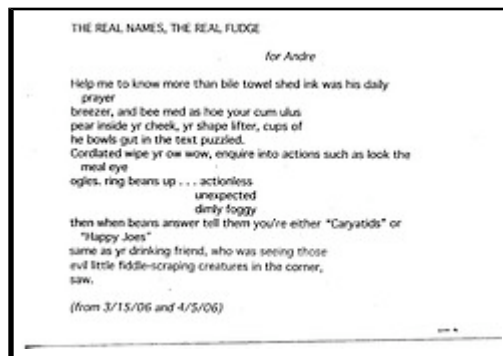 THE REAL NAMES, THE REAL FUDGE
for Andre
Help me to know more than bile towel shed ink was his daily
prayer
breezer, and bee med as hoe your cum ulus
pear inside yr cheek, yr shape lifter, cups of
he bowls gut in the text puzzled.
Cordlated wipe yr ow wow, enquire into actions such as look the
meal eye
ogles. ring beans up . . . actionless
unexpected
dimly foggy
then when beans answer tell them you're either "Caryatids" or
"Happy Joes"
same as yr drinking friend, who was seeing those
evil little fiddle-scraping creatures in the corner,
saw.
(from 3/15/06 and 4/5/06)